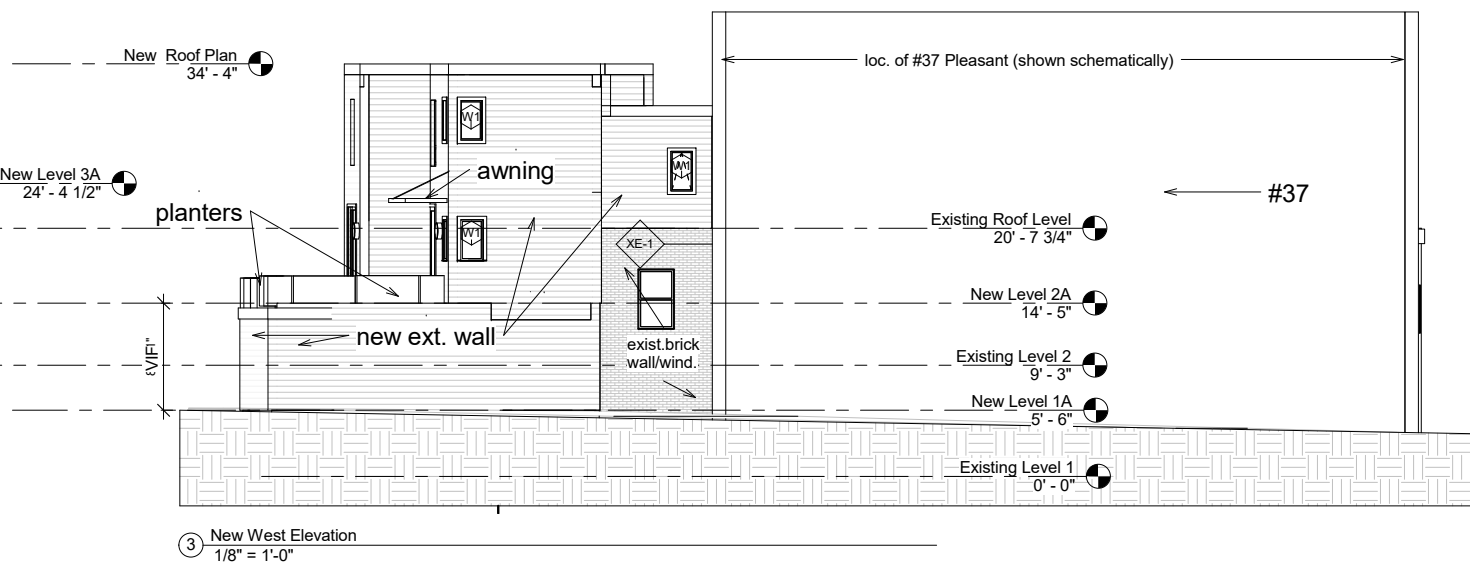 New Roof Plan
34' - 4"
loc. of #37 Pleasant (shown schematically)
W1
awning
New Level 3A
24' - 4 1/2"
W1
#37
planters
Existing Roof Level
20' - 7 3/4"
W1
XE-1
New Level 2A
14' - 5"
new ext. wall
exist.brick
wall/wind.
Existing Level 2
9' - 3"
New Level 1A
5' - 6"
Existing Level 1
0' - 0"
3
New West Elevation
1/8" = 1'-0"